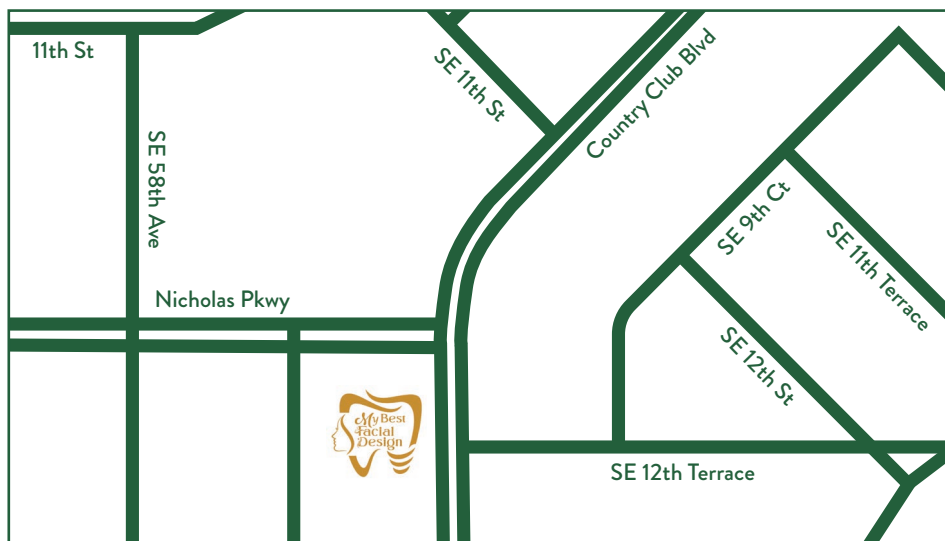 11th St
SE 11th St
Country Club Blvd
SE 58th Ave
SE 9th Ct
SE 11th Terrace
Nicholas Pkwy
SE 12th St
My Best
Facial
Design
SE 12th Terrace